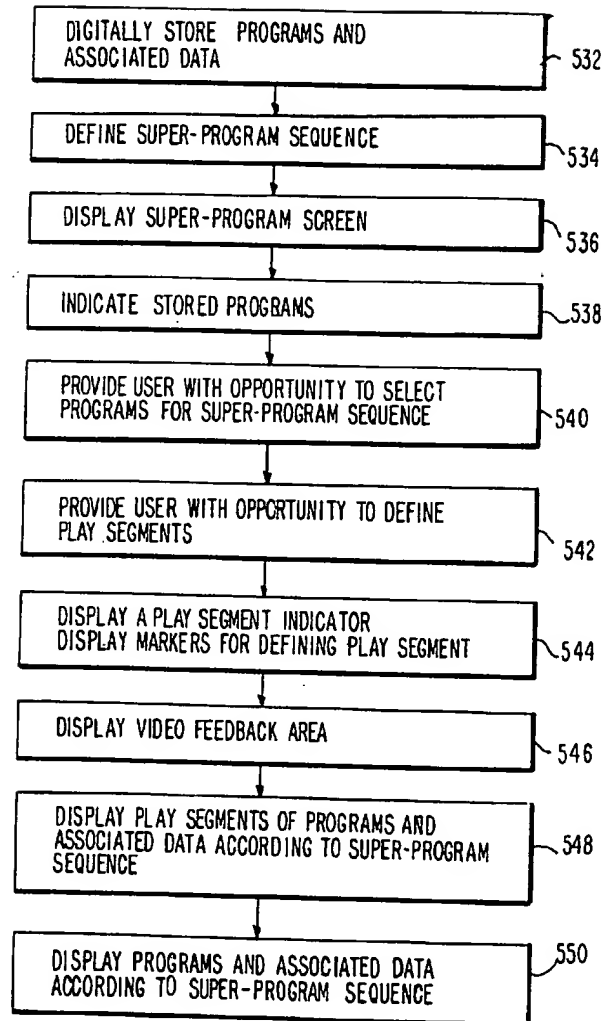 DIGITALLY STORE PROGRAMS AND
ASSOCIATED DATA
532
DEFINE SUPER-PROGRAM SEQUENCE
534
DISPLAY SUPER-PROGRAM SCREEN
536
INDICATE STORED PROGRAMS
538
PROVIDE USER WITH OPPORTUNITY TO SELECT
PROGRAMS FOR SUPER-PROGRAM SEQUENCE
540
PROVIDE USER WITH OPPORTUNITY TO DEFINE
PLAY SEGMENTS
542
DISPLAY A PLAY SEGMENT INDICATOR
DISPLAY MARKERS FOR DEFINING PLAY SEGMENT
544
DISPLAY VIDEO FEEDBACK AREA
546
DISPLAY PLAY SEGMENTS OF PROGRAMS AND
ASSOCIATED DATA ACCORDING TO SUPER-PROGRAM
SEQUENCE
548
DISPLAY PROGRAMS AND ASSOCIATED DATA
ACCORDING TO SUPER-PROGRAM SEQUENCE
550